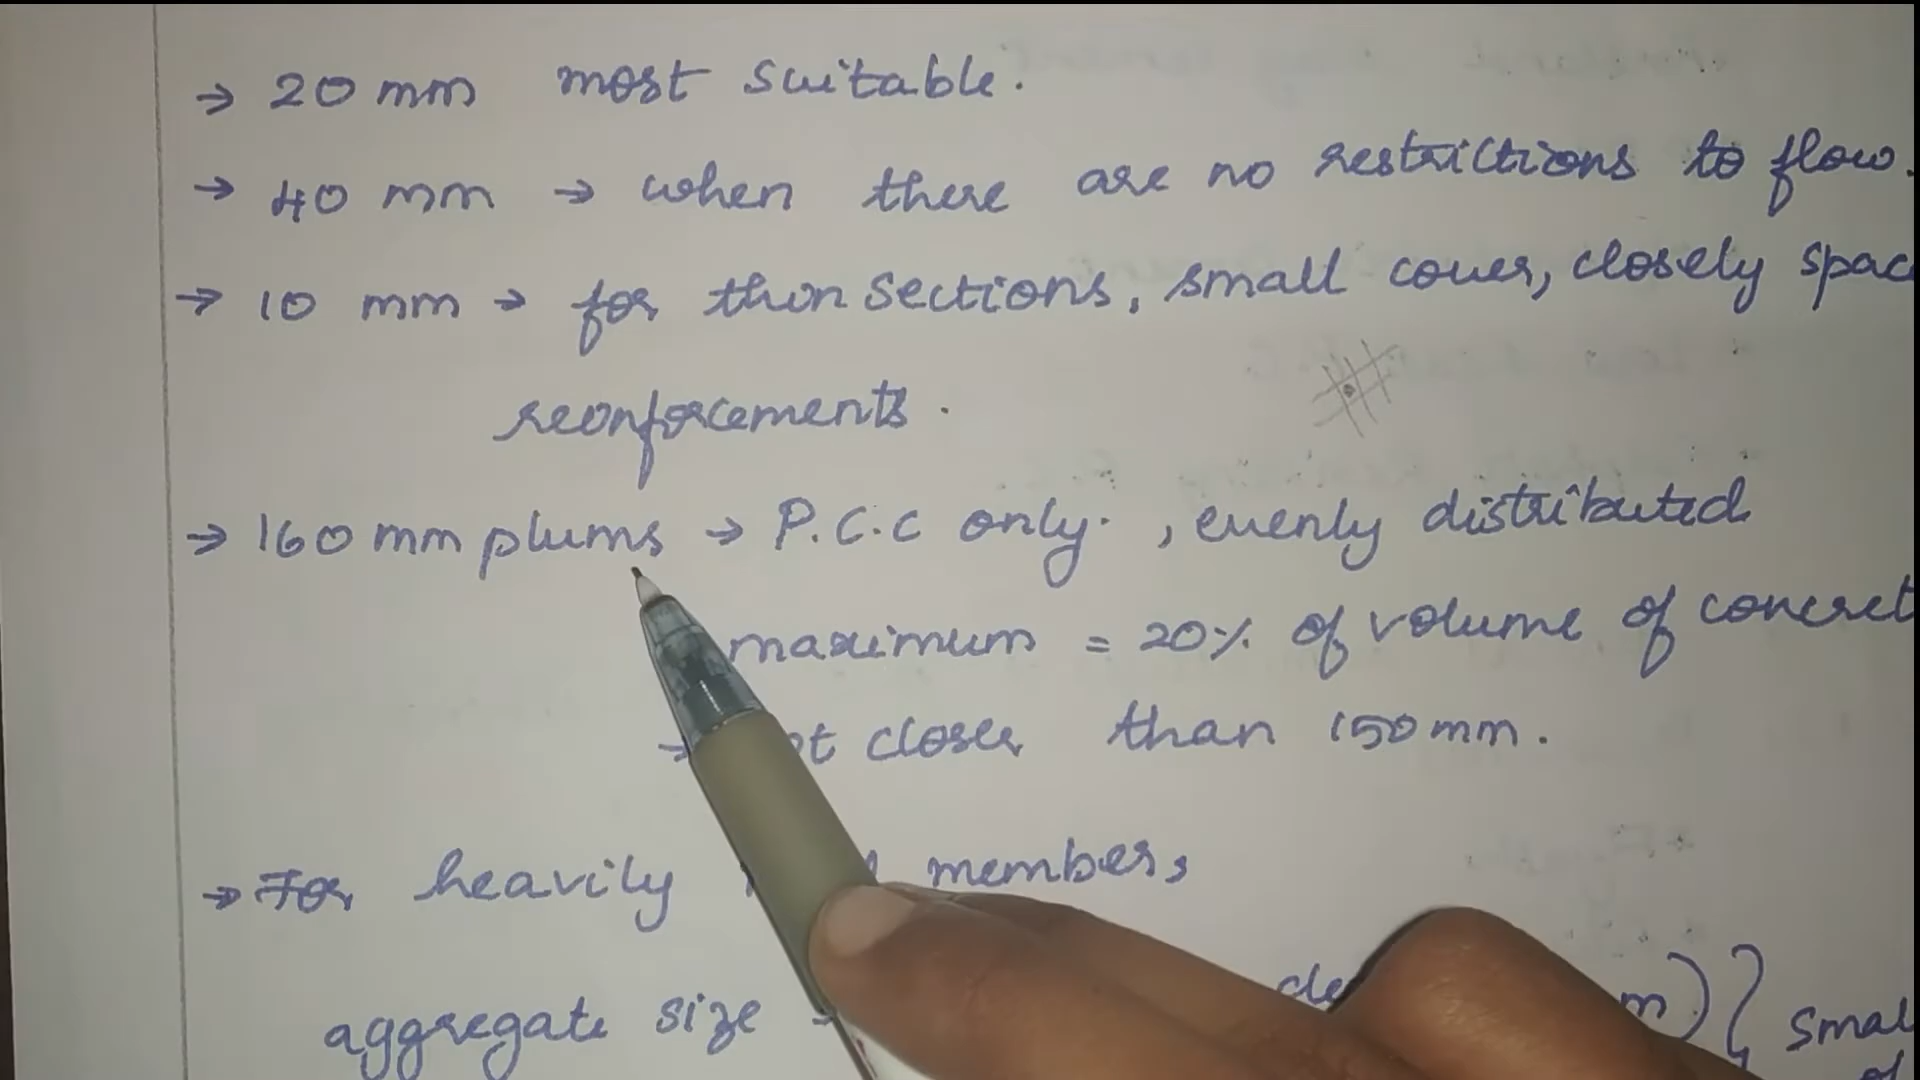 → 20 mm most suitable.
→ 40 mm → when there are no restrictions to flow.
→ 10 mm → for thin sections, small cover, closely spac
reinforcements.
→ 160 mm plums → P.C.C only. , evenly distributed
maximum = 20% of volume of concret
→ closer than 150 mm.
→ For heavily members,
aggregate size
m) } Smal
of